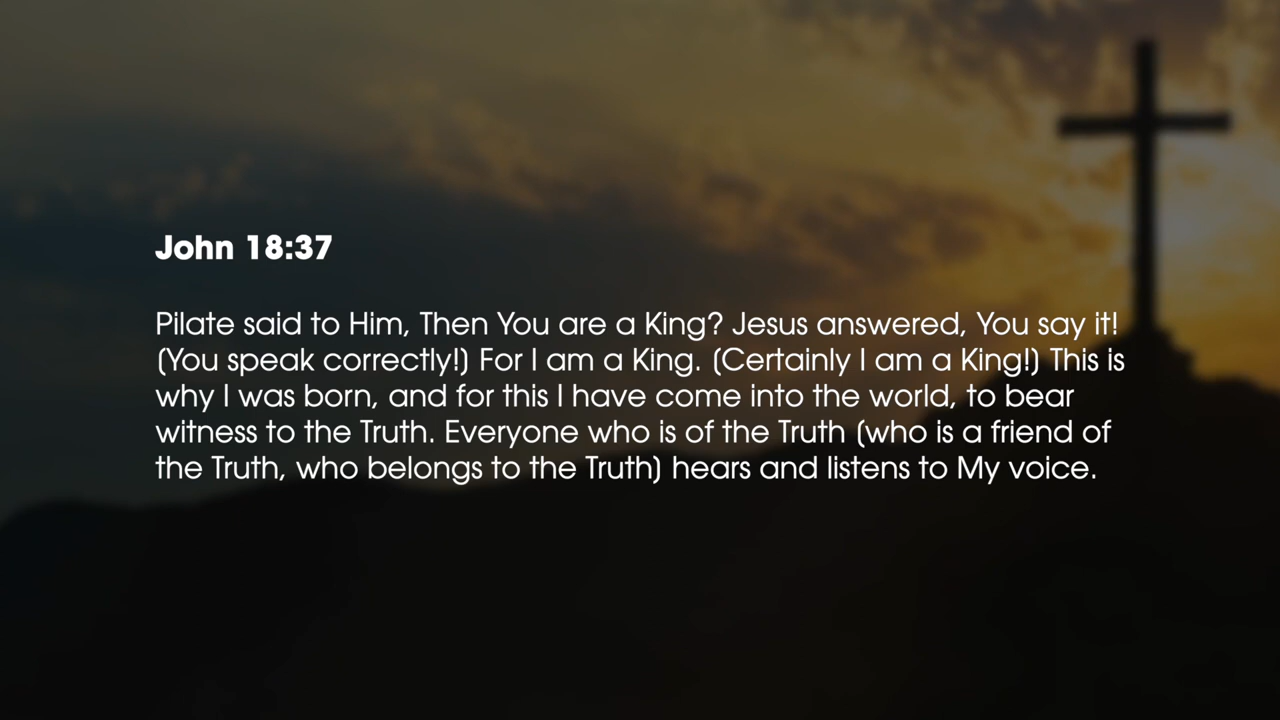 John 18:37
Pilate said to Him, Then You are a King? Jesus answered, You say it!
(You speak correctly!) For I am a King. (Certainly I am a King!) This is
why I was born, and for this I have come into the world, to bear
witness to the Truth. Everyone who is of the Truth (who is a friend of
the Truth, who belongs to the Truth) hears and listens to My voice.